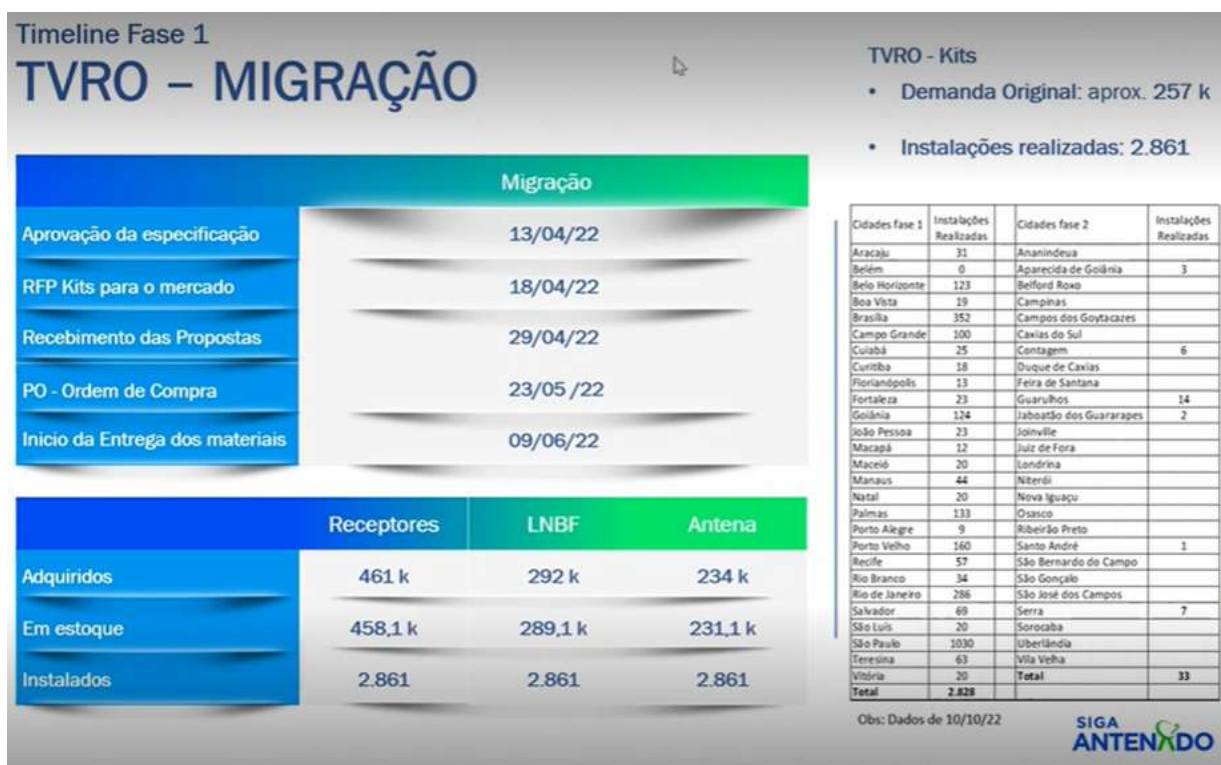 Timeline Fase 1
TVRO – MIGRAÇÃO
Migração
Aprovação da especificação 13/04/22
RFP Kits para o mercado 18/04/22
Recebimento das Propostas 29/04/22
PO - Ordem de Compra 23/05 /22
Inicio da Entrega dos materiais 09/06/22
Receptores LNBF Antena
Adquiridos 461 k 292 k 234 k
Em estoque 458,1 k 289,1 k 231,1 k
Instalados 2.861 2.861 2.861
TVRO - Kits
• Demanda Original: aprox. 257 k
• Instalações realizadas: 2.861
Cidades fase 1 Instalações Realizadas Cidades fase 2 Instalações Realizadas
Aracaju 31 Ananindeua
Belém 0 Aparecida de Goiânia 3
Belo Horizonte 123 Belford Roxo
Boa Vista 19 Campinas
Brasília 352 Campos dos Goytacazes
Campo Grande 100 Caxias do Sul
Cuiabá 25 Contagem 6
Curitiba 18 Duque de Caxias
Florianópolis 13 Feira de Santana
Fortaleza 23 Guarulhos 14
Goiânia 124 Jaboatão dos Guararapes 2
João Pessoa 23 Joinville
Macapá 12 Juiz de Fora
Maceió 20 Londrina
Manaus 44 Niterói
Natal 20 Nova Iguaçu
Palmas 133 Osasco
Porto Alegre 9 Ribeirão Preto
Porto Velho 160 Santo André 1
Recife 57 São Bernardo do Campo
Rio Branco 34 São Gonçalo
Rio de Janeiro 286 São José dos Campos
Salvador 69 Serra 7
São Luís 20 Sorocaba
São Paulo 1030 Uberlândia
Teresina 63 Vila Velha
Vitória 20 Total 33
Total 2.828
Obs: Dados de 10/10/22
SIGA
ANTENADO